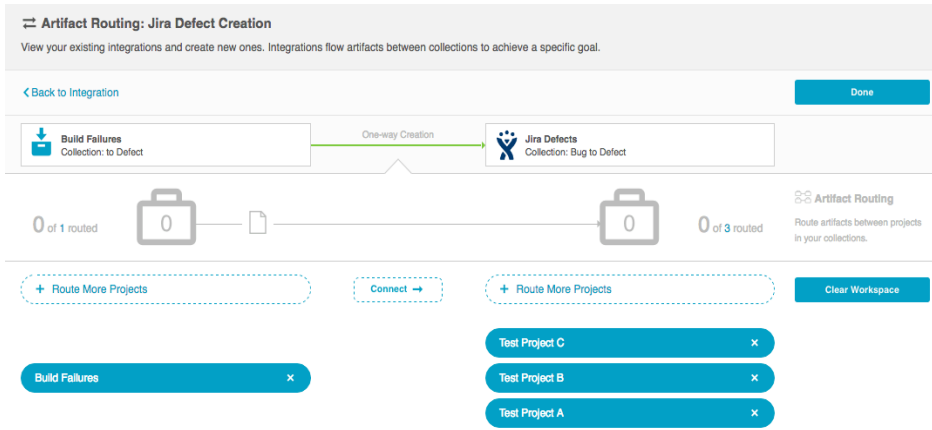 Artifact Routing: Jira Defect Creation
View your existing integrations and create new ones. Integrations flow artifacts between collections to achieve a specific goal.
Back to Integration
Done
Build Failures
Collection: to Defect
One-way Creation
Jira Defects
Collection: Bug to Defect
0 of 1 routed
0
0
0 of 3 routed
Artifact Routing
Route artifacts between projects
in your collections.
+ Route More Projects
Connect →
+ Route More Projects
Clear Workspace
Test Project C ×
Build Failures ×
Test Project B ×
Test Project A ×